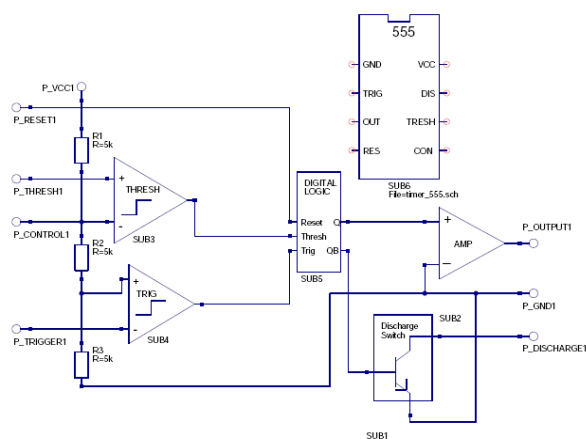 555
GND VCC
TRIG DIS
OUT TRESH
RES CON
SUB6
File=timer_555.sch
P_VCC1
P_RESET1
R1
R=5k
P_THRESH1
+ THRESH
-
SUB3
P_CONTROL1
R2
R=5k
+ TRIG
-
SUB4
P_TRIGGER1
R3
R=5k
DIGITAL
LOGIC
Reset Q
Thresh
Trig QB
SUB5
+
AMP
-
SUB2
P_OUTPUT1
P_GND1
Discharge
Switch
P_DISCHARGE1
SUB1